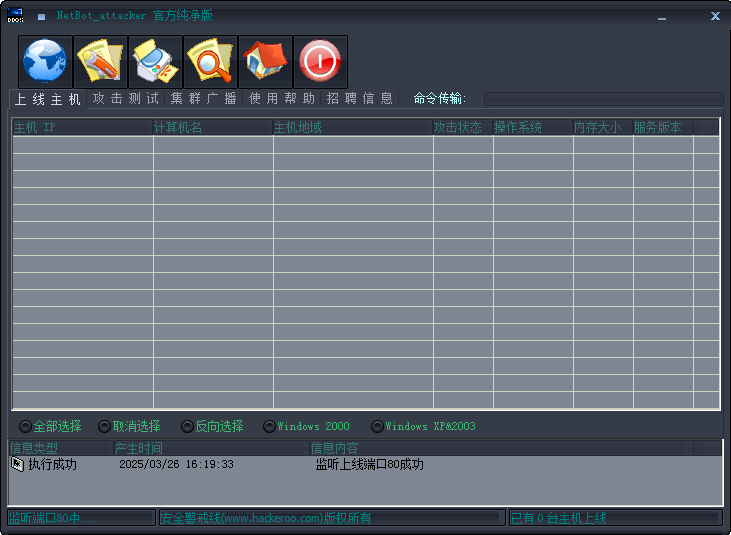 DDOS NetBot_attacker 官方纯净版
上线主机 攻击测试 集群广播 使用帮助 招聘信息 命令传输:
主机 IP 计算机名 主机地域 攻击状态 操作系统 内存大小 服务版本
全部选择 取消选择 反向选择 Windows 2000 Windows XP&2003
信息类型 产生时间 信息内容
执行成功 2025/03/26 16:19:33 监听上线端口80成功
监听端口80中...... 安全警戒线(www.hackeroo.com)版权所有 已有 0 台主机上线